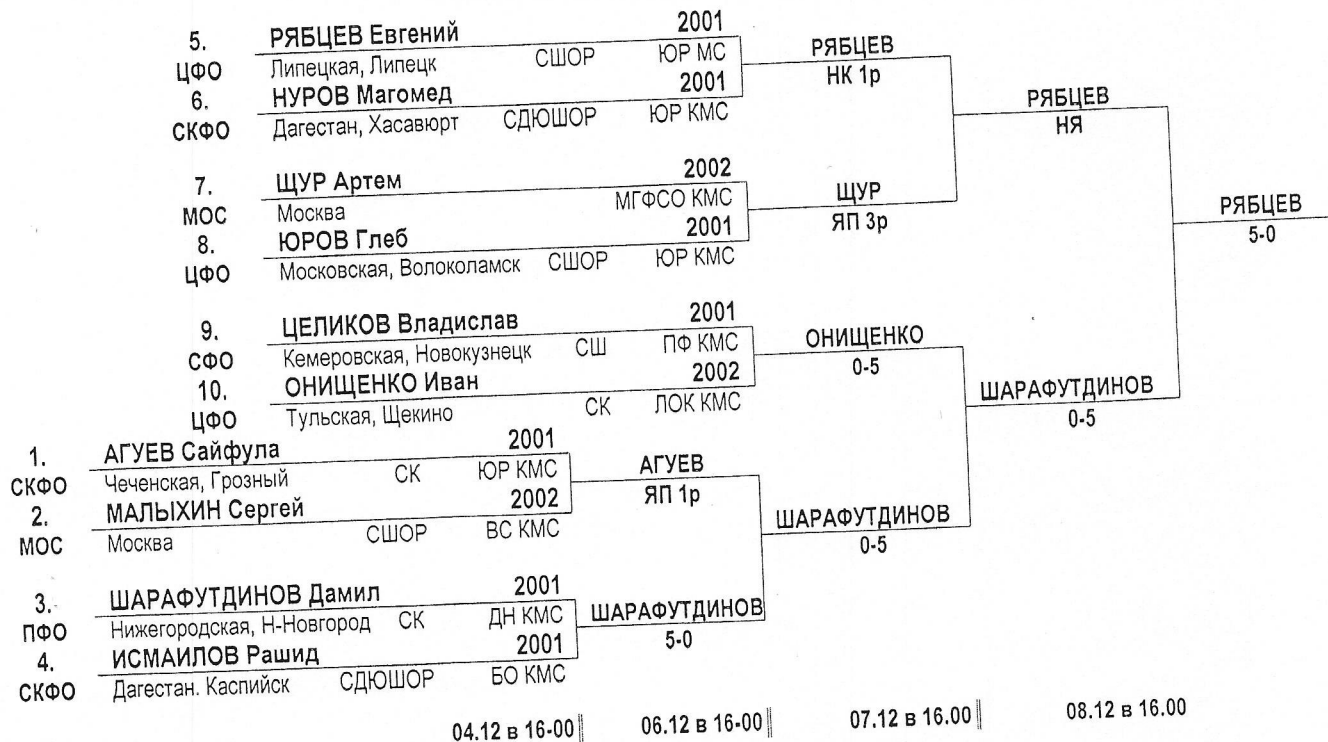 5. РЯБЦЕВ Евгений 2001
ЦФО Липецкая, Липецк СШОР ЮР МС
РЯБЦЕВ
НК 1р
6. НУРОВ Магомед 2001
СКФО Дагестан, Хасавюрт СДЮШОР ЮР КМС
РЯБЦЕВ
НЯ
7. ЩУР Артем 2002
МОС Москва МГФСО КМС
ЩУР
ЯП 3р
8. ЮРОВ Глеб 2001
ЦФО Московская, Волоколамск СШОР ЮР КМС
РЯБЦЕВ
5-0
9. ЦЕЛИКОВ Владислав 2001
СФО Кемеровская, Новокузнецк СШ ПФ КМС
ОНИЩЕНКО
0-5
10. ОНИЩЕНКО Иван 2002
ЦФО Тульская, Щекино СК ЛОК КМС
ШАРАФУТДИНОВ
0-5
1. АГУЕВ Сайфула 2001
СКФО Чеченская, Грозный СК ЮР КМС
АГУЕВ
ЯП 1р
2. МАЛЫХИН Сергей 2002
МОС Москва СШОР ВС КМС
ШАРАФУТДИНОВ
0-5
3. ШАРАФУТДИНОВ Дамил 2001
ПФО Нижегородская, Н-Новгород СК ДН КМС
ШАРАФУТДИНОВ
5-0
4. ИСМАИЛОВ Рашид 2001
СКФО Дагестан. Каспийск СДЮШОР БО КМС
04.12 в 16-00 06.12 в 16-00 07.12 в 16.00 08.12 в 16.00